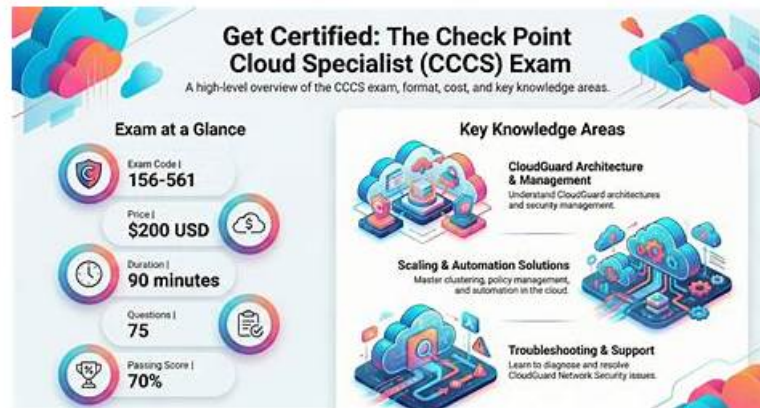 Get Certified: The Check Point
Cloud Specialist (CCCS) Exam
A high-level overview of the CCCS exam, format, cost, and key knowledge areas.
Exam at a Glance
Exam Code |
156-561
Price |
$200 USD
Duration |
90 minutes
Questions |
75
Passing Score |
70%
Key Knowledge Areas
CloudGuard Architecture
& Management
Understand CloudGuard architectures
and security management.
Scaling & Automation Solutions
Master clustering, policy management,
and automation in the cloud.
Troubleshooting & Support
Learn to diagnose and resolve
CloudGuard Network Security issues.